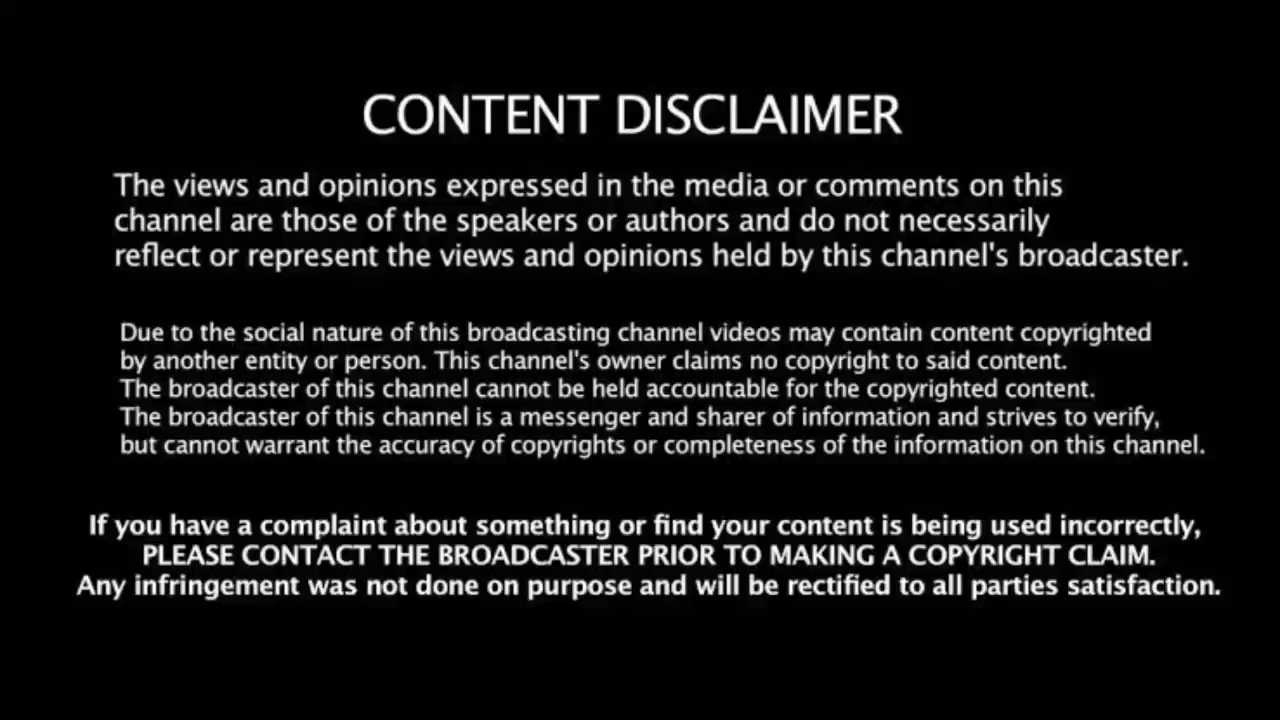 CONTENT DISCLAIMER
The views and opinions expressed in the media or comments on this
channel are those of the speakers or authors and do not necessarily
reflect or represent the views and opinions held by this channel's broadcaster.
Due to the social nature of this broadcasting channel videos may contain content copyrighted
by another entity or person. This channel's owner claims no copyright to said content.
The broadcaster of this channel cannot be held accountable for the copyrighted content.
The broadcaster of this channel is a messenger and sharer of information and strives to verify,
but cannot warrant the accuracy of copyrights or completeness of the information on this channel.
If you have a complaint about something or find your content is being used incorrectly,
PLEASE CONTACT THE BROADCASTER PRIOR TO MAKING A COPYRIGHT CLAIM.
Any infringement was not done on purpose and will be rectified to all parties satisfaction.